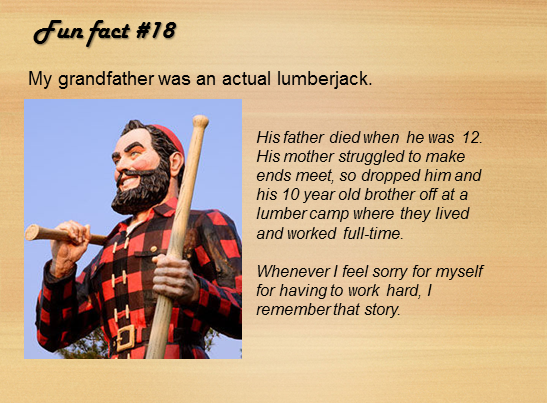 Fun fact #18
My grandfather was an actual lumberjack.
His father died when he was 12.
His mother struggled to make
ends meet, so dropped him and
his 10 year old brother off at a
lumber camp where they lived
and worked full-time.
Whenever I feel sorry for myself
for having to work hard, I
remember that story.